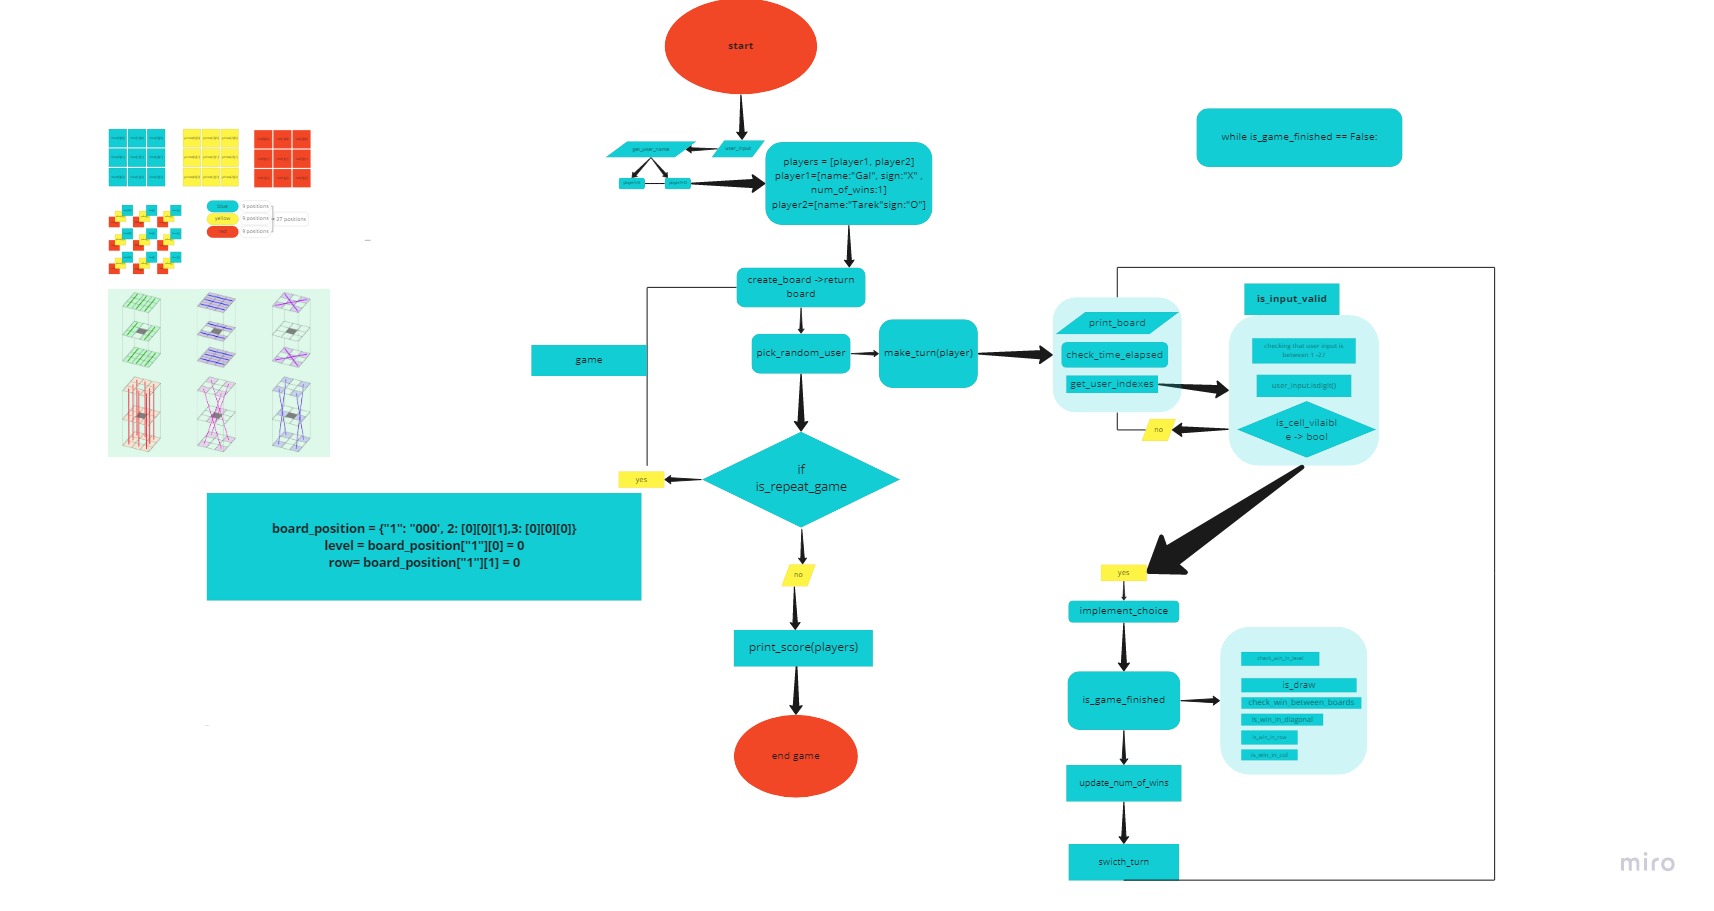 start
while is_game_finished == False:
get_user_name
user_input
players = [player1, player2]
player1=[name:"Gal", sign:"X" ,
num_of_wins:1]
player2=[name:"Tarek"sign:"O"]
blue
9 positions
yellow
9 positions
= 27 positions
red
9 positions
create_board ->return
board
game
pick_random_user
make_turn(player)
print_board
check_time_elapsed
get_user_indexes
no
is_input_valid
checking that user input is
between 1 -27
user_input.isdigit()
is_cell_vilaibl
e -> bool
if
is_repeat_game
yes
board_position = {"1": "000', 2: [0][0][1],3: [0][0][0]}
level = board_position["1"][0] = 0
row= board_position["1"][1] = 0
no
print_score(players)
end game
yes
implement_choice
is_game_finished
check_win_in_level
is_draw
check_win_between_boards
is_win_in_diagonal
is_win_in_row
is_win_in_col
update_num_of_wins
swicth_turn
miro